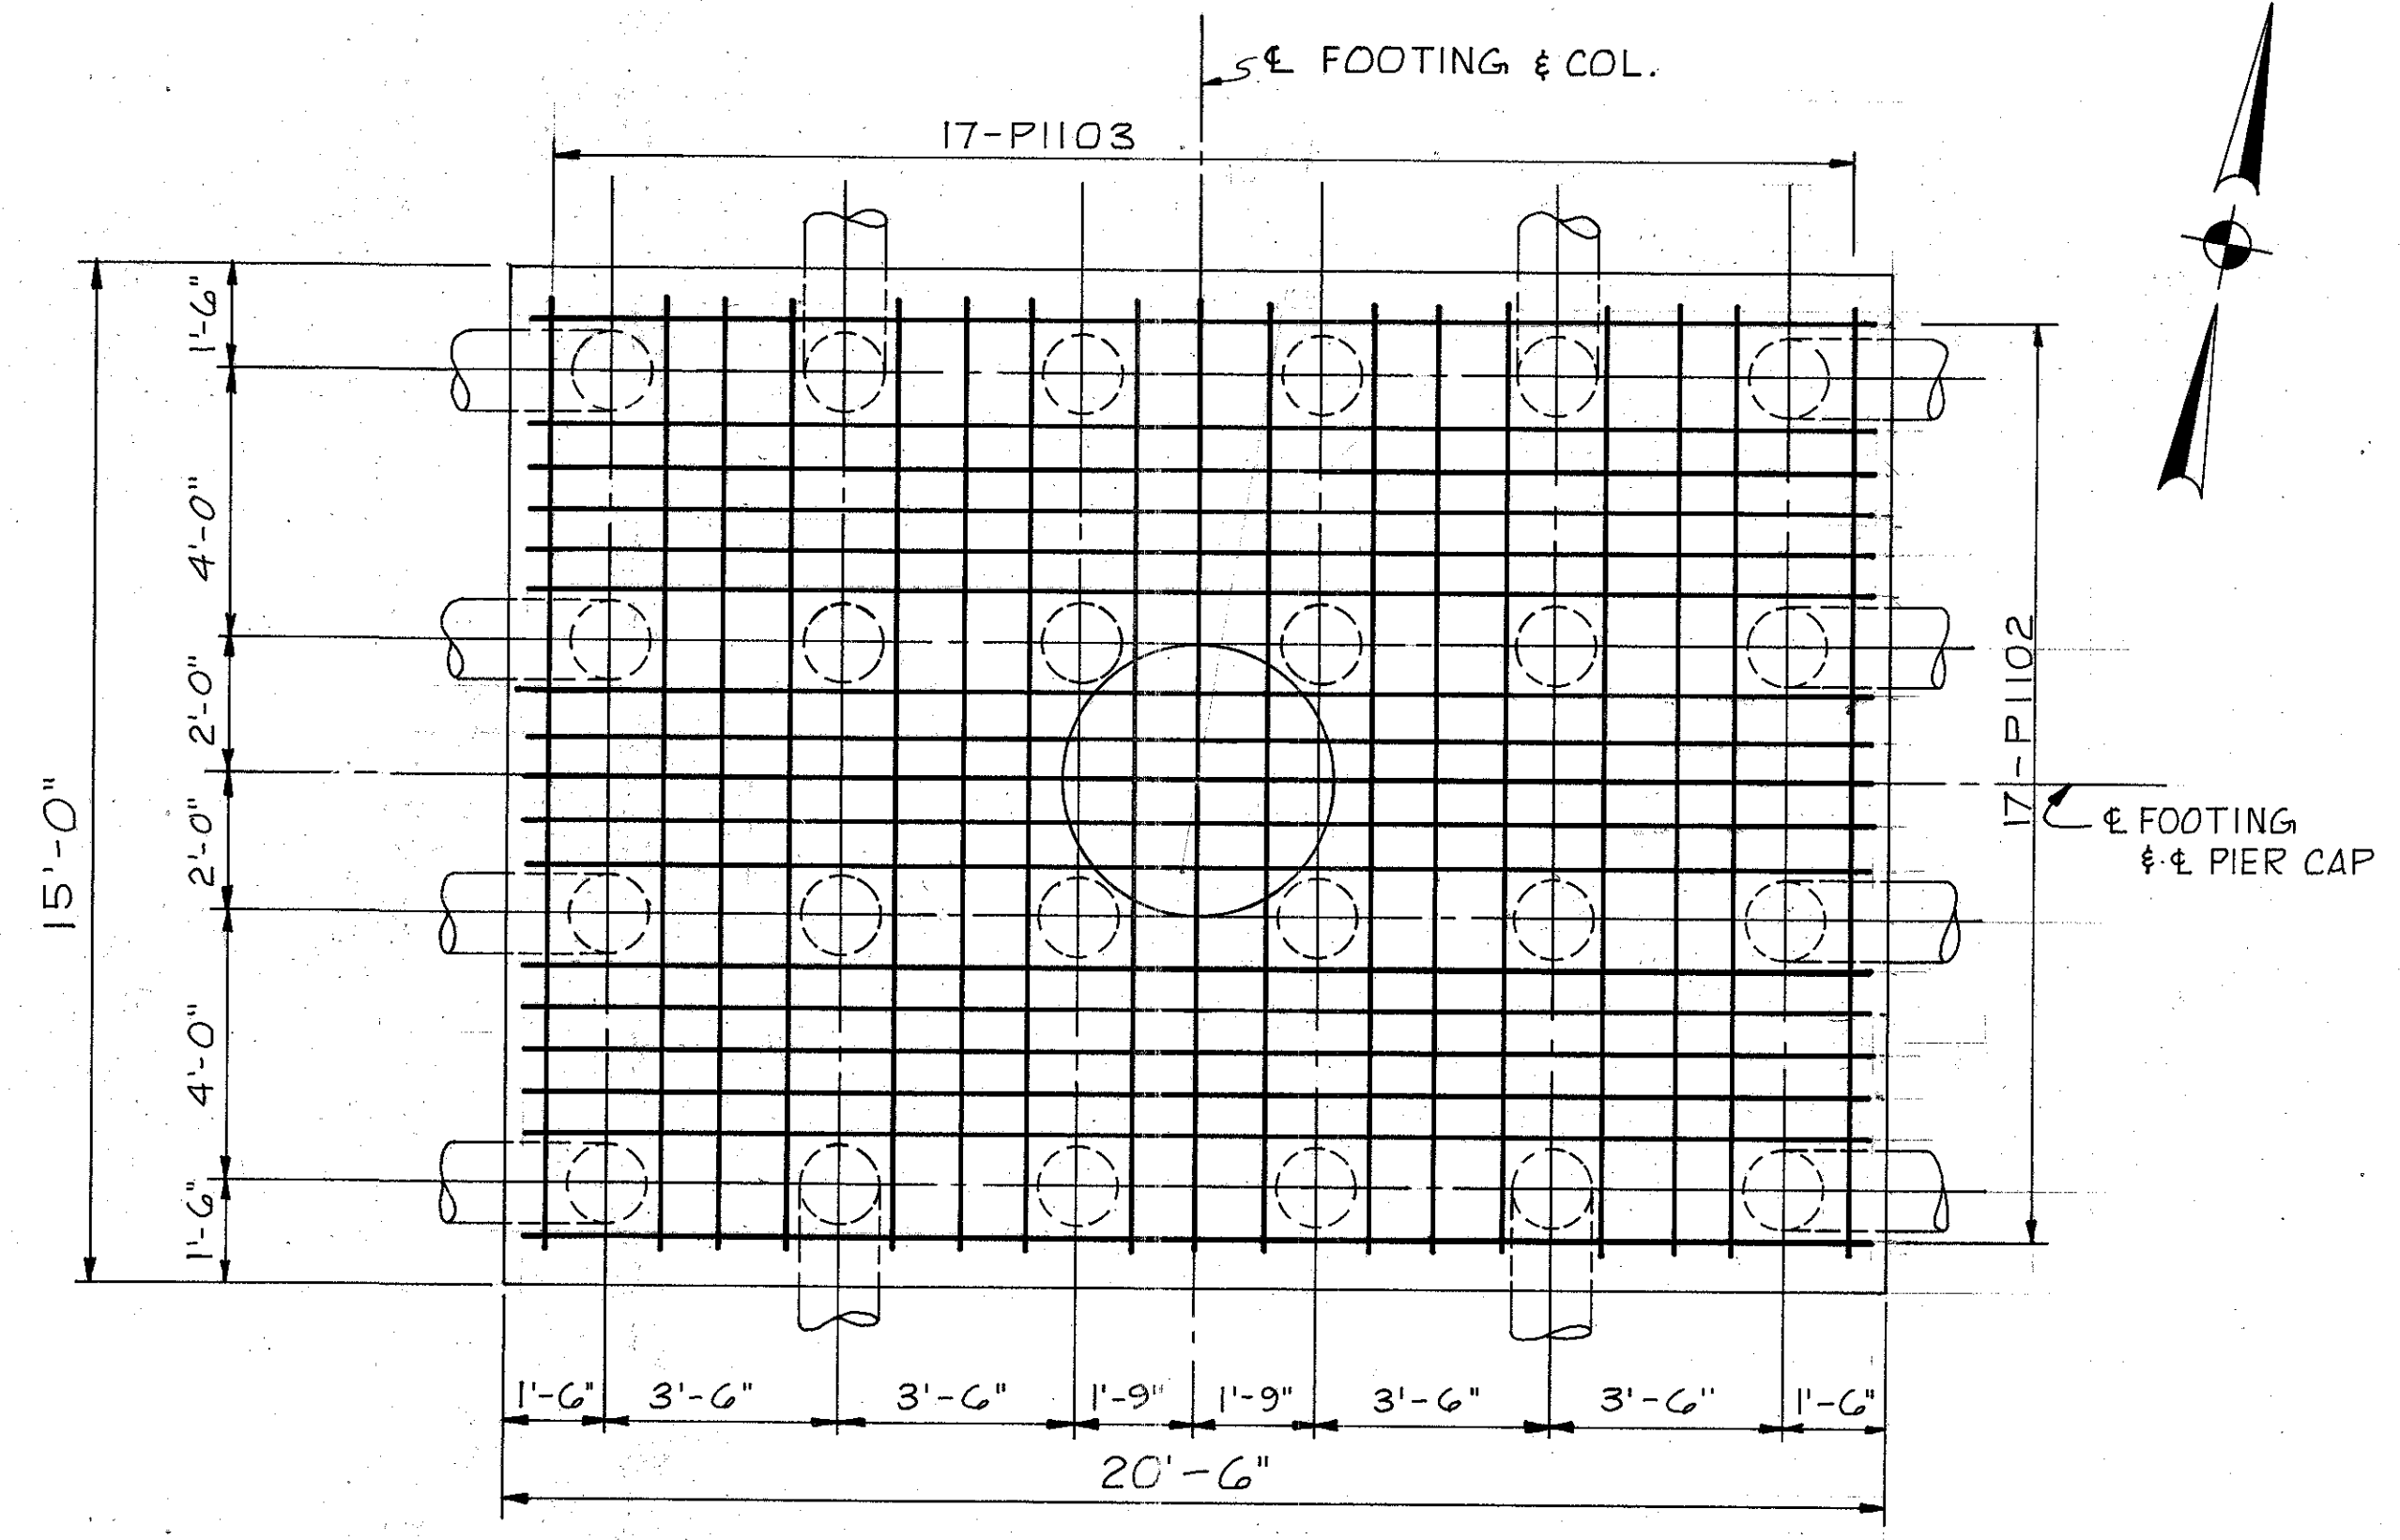 ℄ FOOTING & COL.
17-P1103
1'-6"
4'-0"
2'-0"
2'-0"
4'-0"
1'-6"
15'-0"
17-P1102
℄ FOOTING
& ℄ PIER CAP
1'-6" 3'-6" 3'-6" 1'-9" 1'-9" 3'-6" 3'-6" 1'-6"
20'-6"